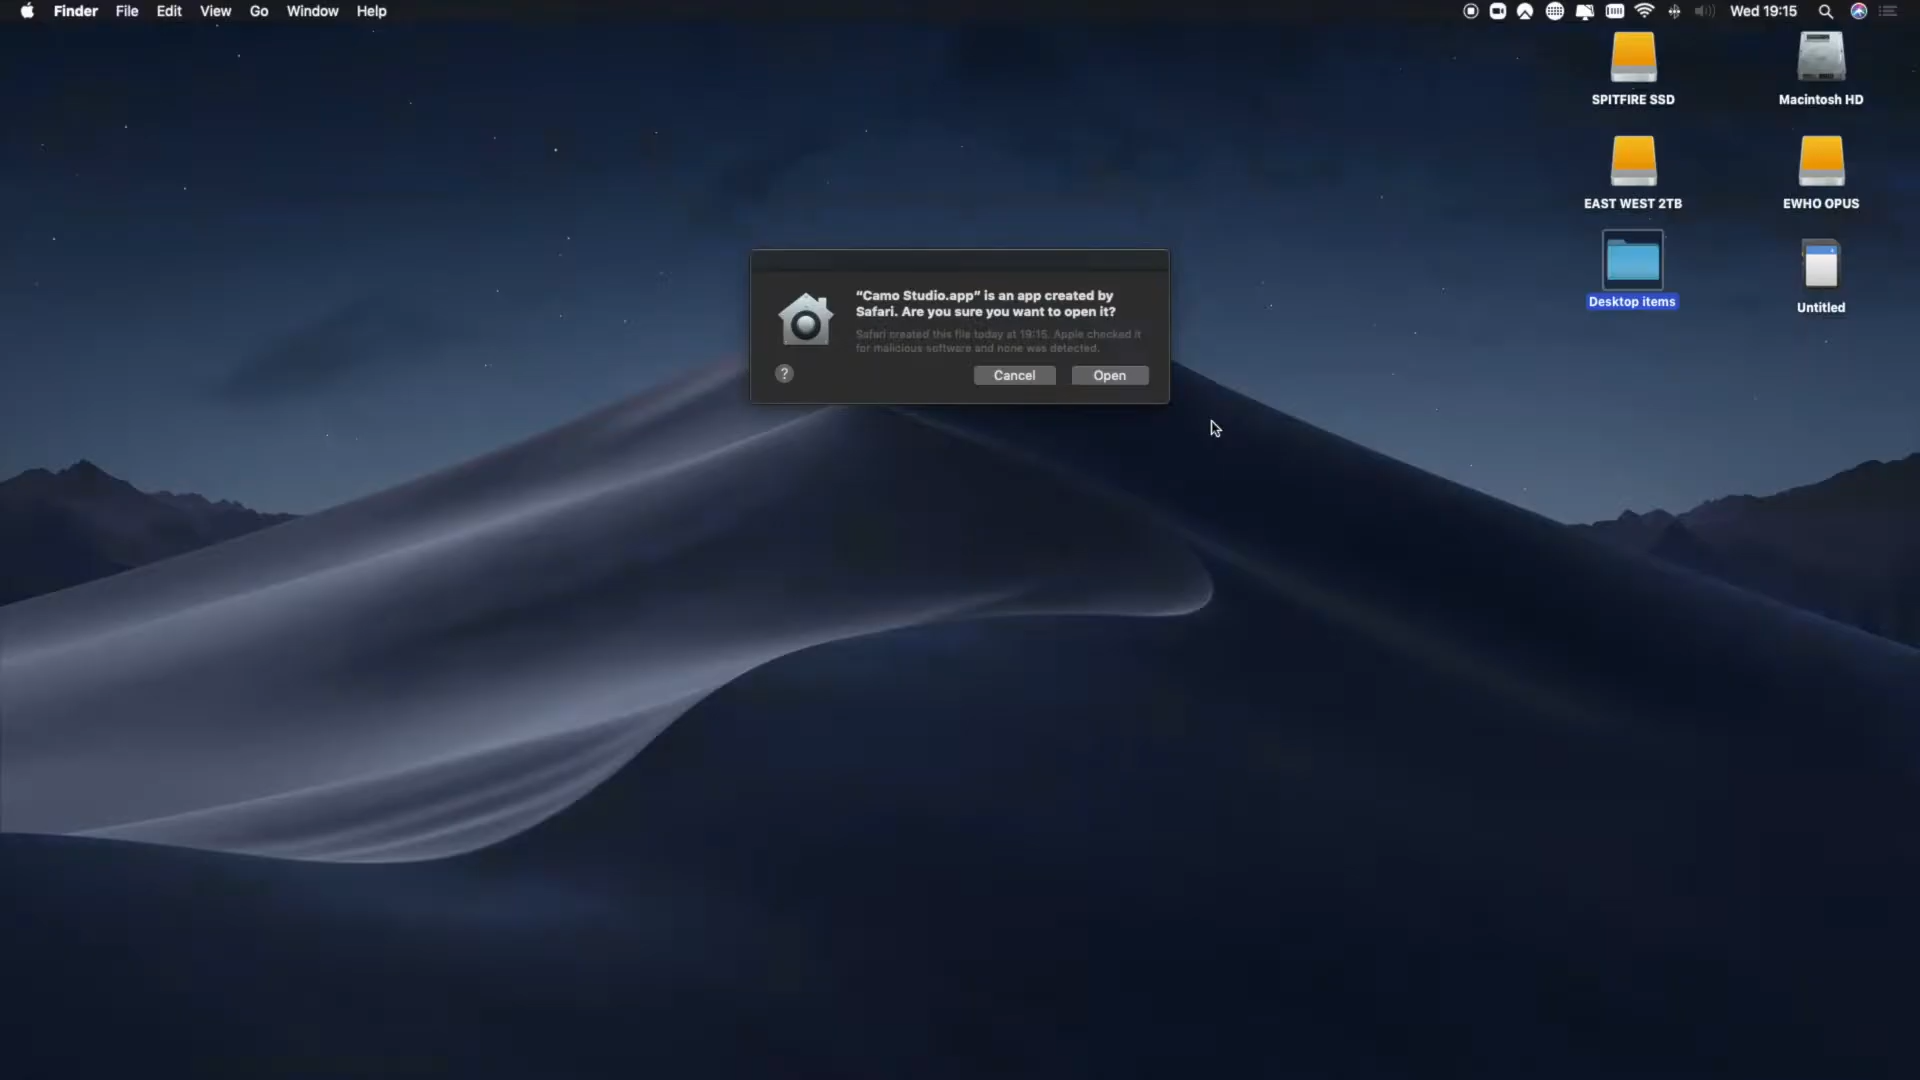 Finder File Edit View Go Window Help Wed 19:15
SPITFIRE SSD Macintosh HD
EAST WEST 2TB EWHO OPUS
Desktop items Untitled
“Camo Studio.app” is an app created by
Safari. Are you sure you want to open it?
Safari created this file today at 19:15. Apple checked it
for malicious software and none was detected.
? Cancel Open